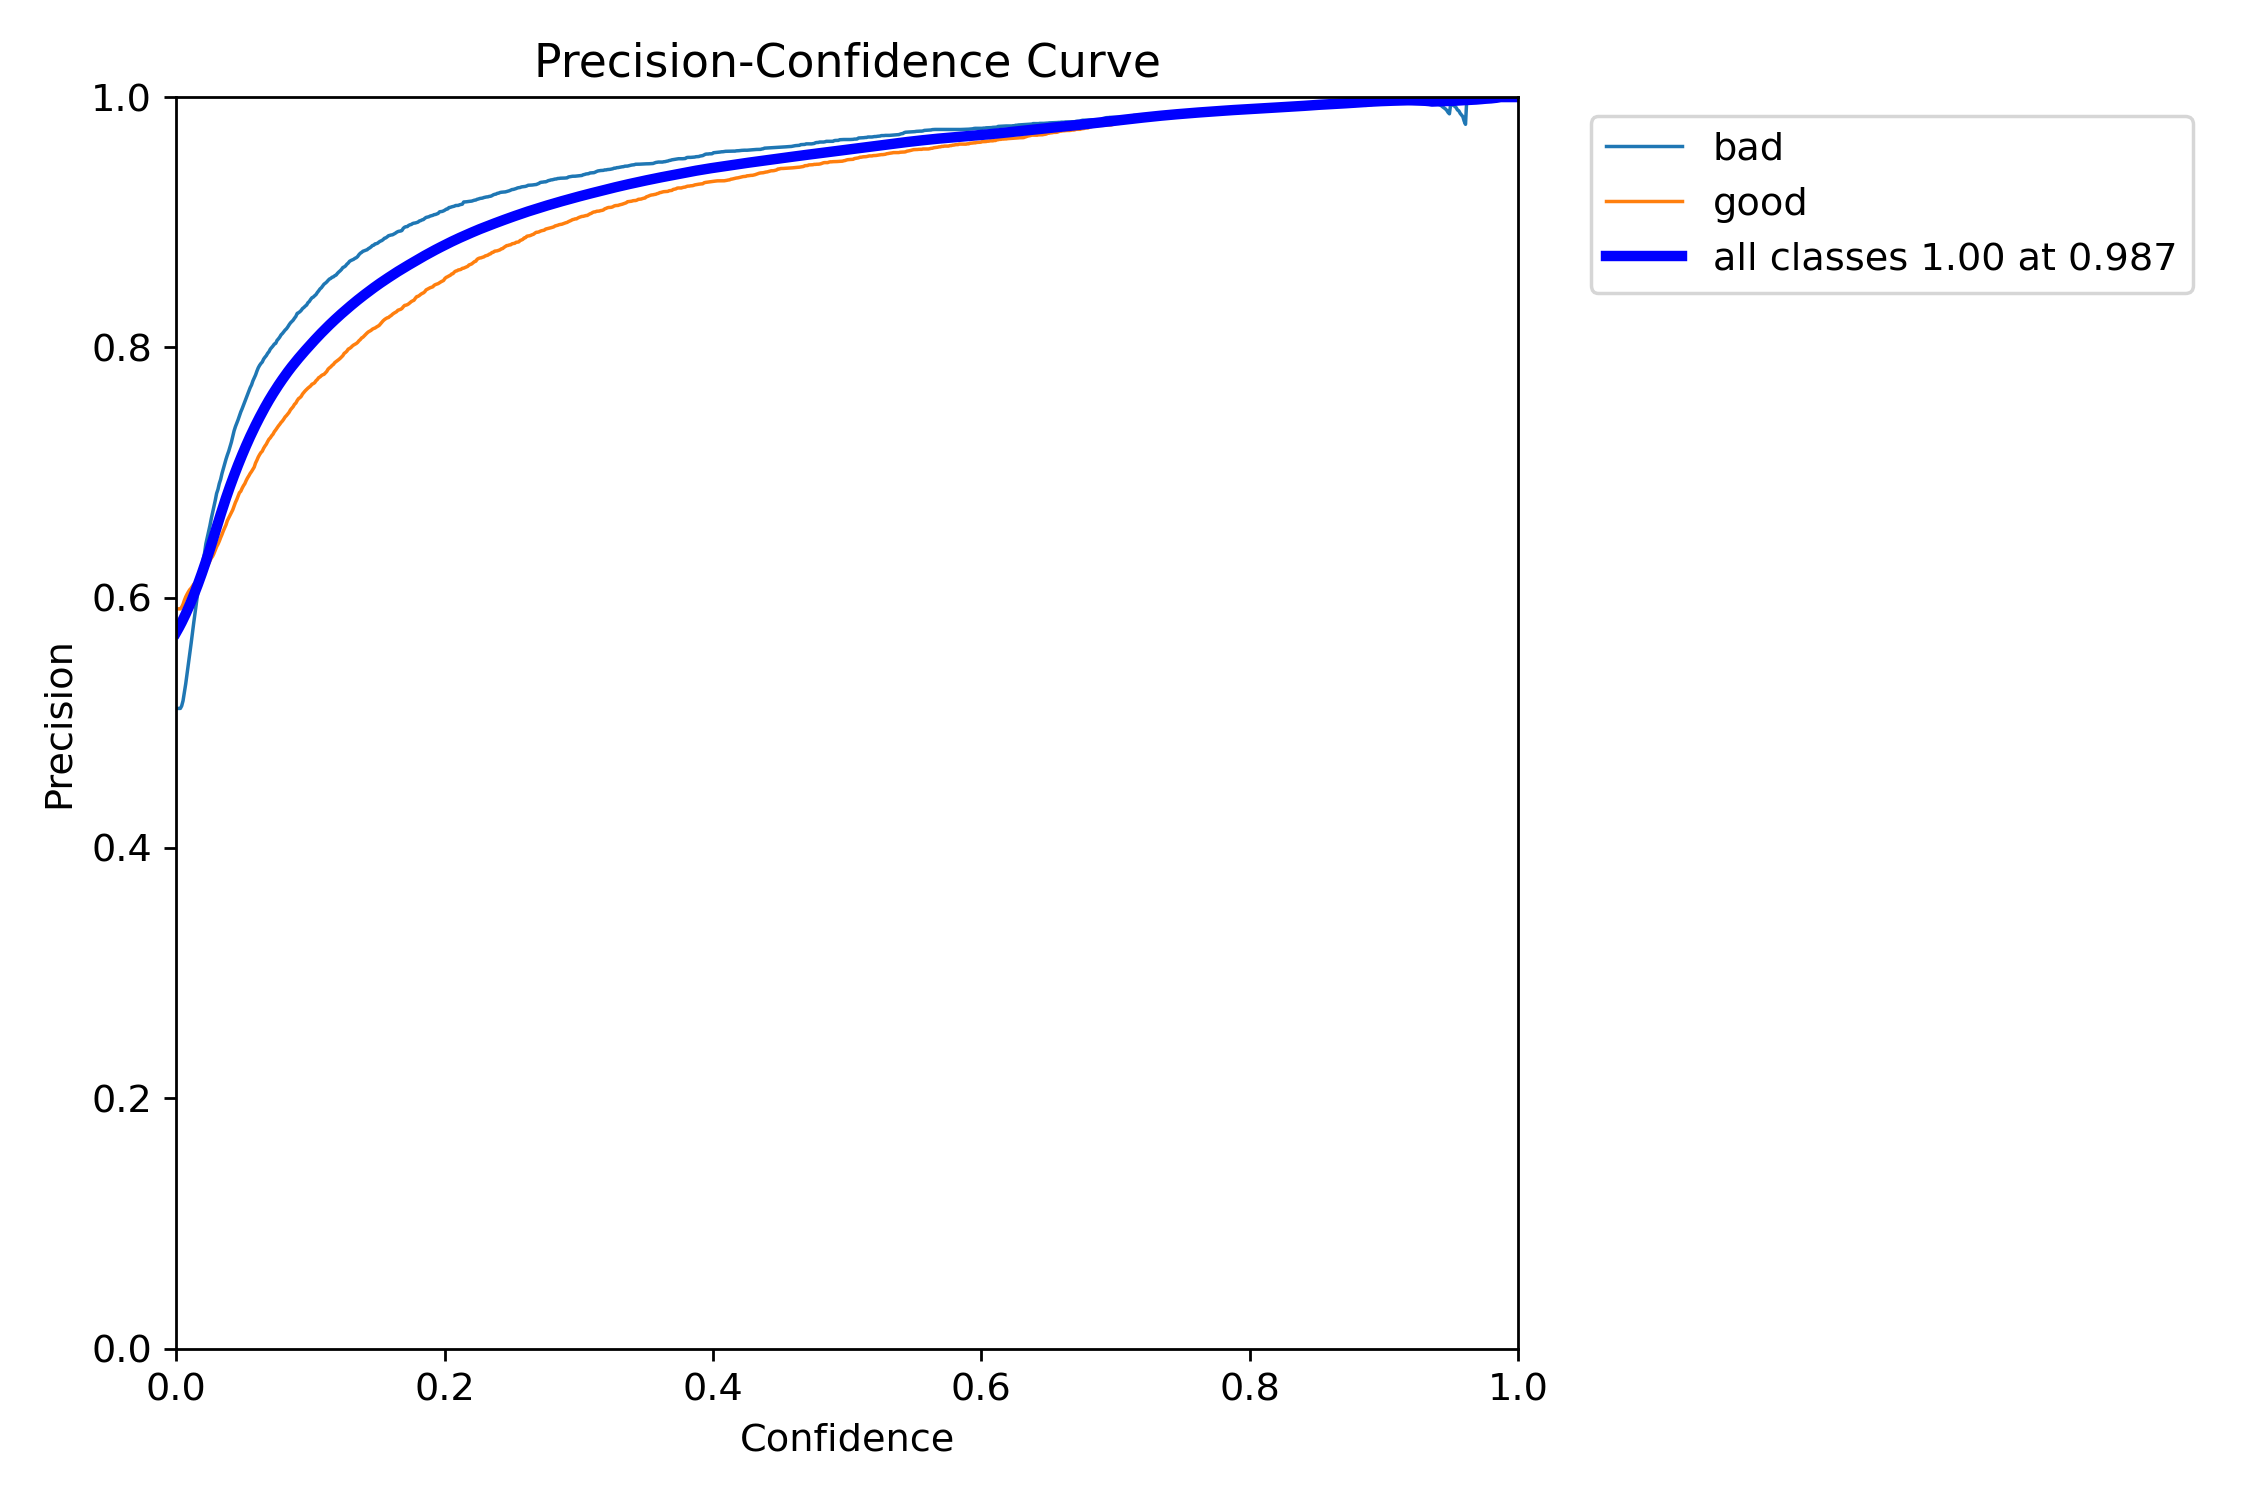 Precision-Confidence Curve
1.0
0.8
0.6
0.4
0.2
0.0
Precision
0.0 0.2 0.4 0.6 0.8 1.0
Confidence
bad
good
all classes 1.00 at 0.987